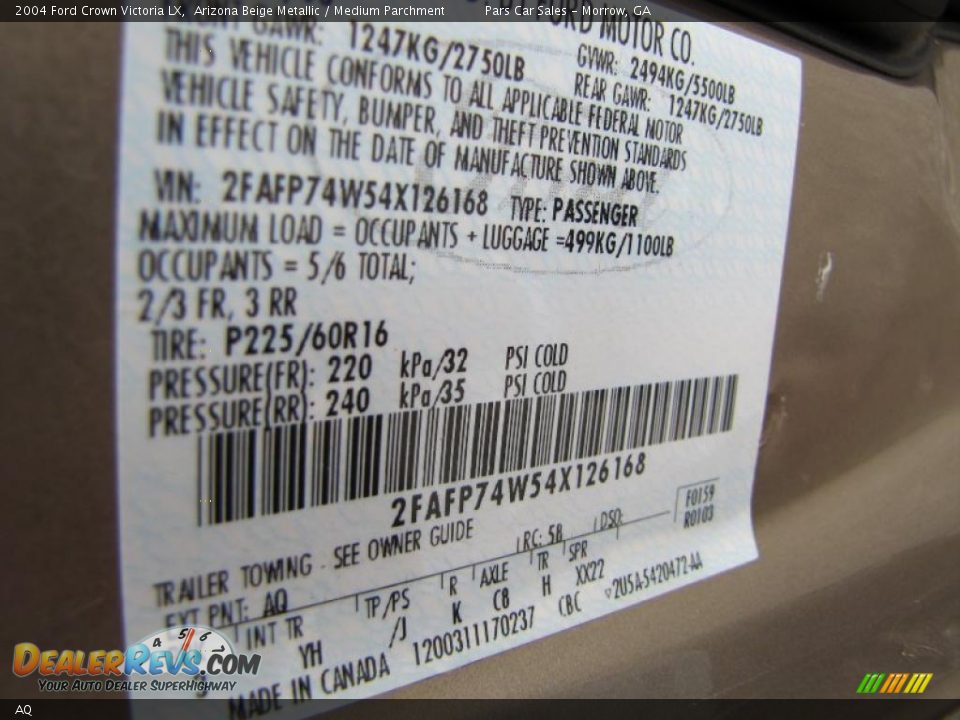 2004 Ford Crown Victoria LX, Arizona Beige Metallic / Medium Parchment Pars Car Sales - Morrow, GA
FORD MOTOR CO.
GAWR: 1247KG/2750LB GVWR: 2494KG/5500LB
REAR GAWR: 1247KG/2750LB
THIS VEHICLE CONFORMS TO ALL APPLICABLE FEDERAL MOTOR
VEHICLE SAFETY, BUMPER, AND THEFT PREVENTION STANDARDS
IN EFFECT ON THE DATE OF MANUFACTURE SHOWN ABOVE.
VIN: 2FAFP74W54X126168 TYPE: PASSENGER
MAXIMUM LOAD = OCCUPANTS + LUGGAGE =499KG/1100LB
OCCUPANTS = 5/6 TOTAL;
2/3 FR, 3 RR
TIRE: P225/60R16
PRESSURE(FR): 220 kPa/32 PSI COLD
PRESSURE(RR): 240 kPa/35 PSI COLD
2FAFP74W54X126168
F0159
R0103
TRAILER TOWING - SEE OWNER GUIDE
EXT PNT: AQ RC: 5B DSO:
INT TR TP/PS R AXLE TR SPR
YH /J K CB H XX22
MADE IN CANADA 1200311170237 CBC 2U5A-5420472-AA
DEALERREVS.COM
YOUR AUTO DEALER SUPERHIGHWAY
AQ